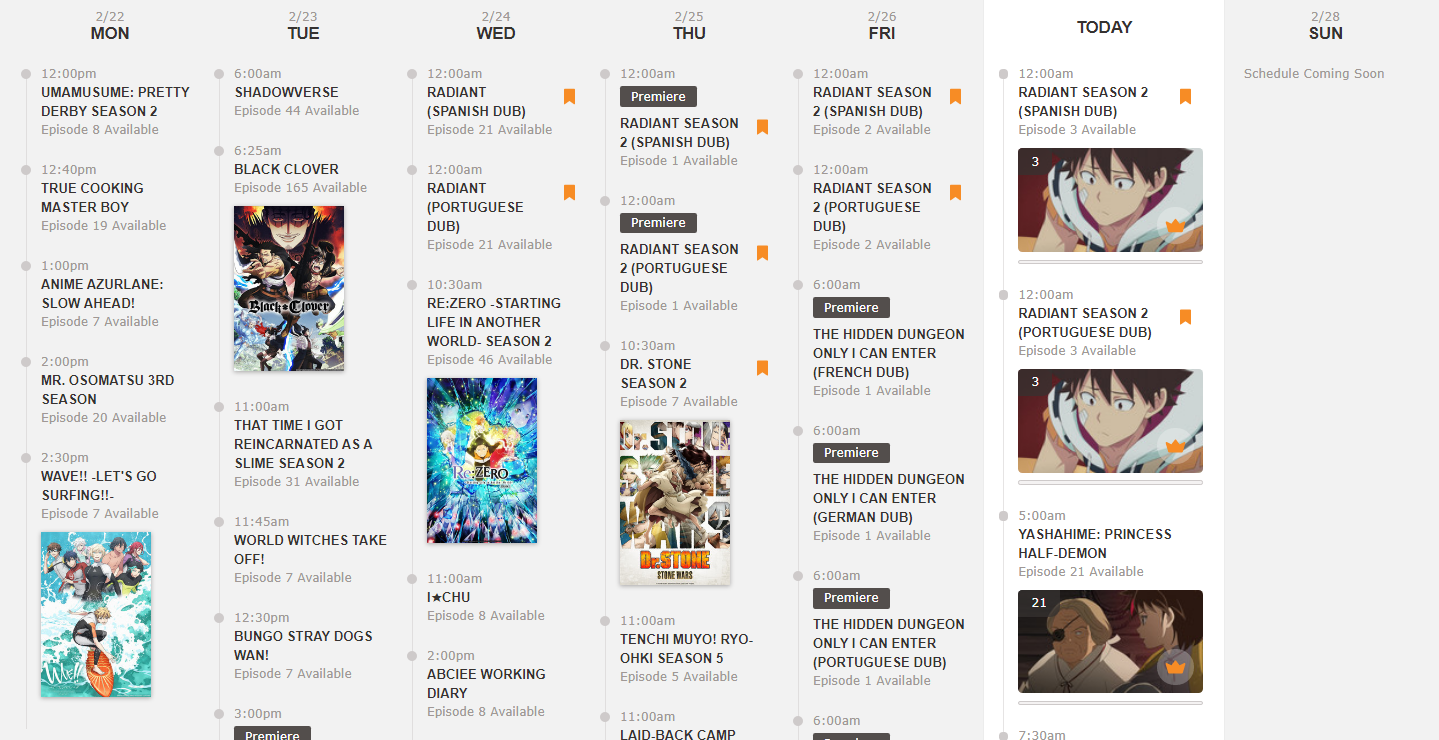 2/22
MON
12:00pm
UMAMUSUME: PRETTY
DERBY SEASON 2
Episode 8 Available
12:40pm
TRUE COOKING
MASTER BOY
Episode 19 Available
1:00pm
ANIME AZURLANE:
SLOW AHEAD!
Episode 7 Available
2:00pm
MR. OSOMATSU 3RD
SEASON
Episode 20 Available
2:30pm
WAVE!! -LET'S GO
SURFING!!-
Episode 7 Available
2/23
TUE
6:00am
SHADOWVERSE
Episode 44 Available
6:25am
BLACK CLOVER
Episode 165 Available
Black Clover
11:00am
THAT TIME I GOT
REINCARNATED AS A
SLIME SEASON 2
Episode 31 Available
11:45am
WORLD WITCHES TAKE
OFF!
Episode 7 Available
12:30pm
BUNGO STRAY DOGS
WAN!
Episode 7 Available
3:00pm
Premiere
2/24
WED
12:00am
RADIANT
(SPANISH DUB)
Episode 21 Available
12:00am
RADIANT
(PORTUGUESE
DUB)
Episode 21 Available
10:30am
RE:ZERO -STARTING
LIFE IN ANOTHER
WORLD- SEASON 2
Episode 46 Available
Re:ZERO
11:00am
I★CHU
Episode 8 Available
2:00pm
ABCIEE WORKING
DIARY
Episode 8 Available
2/25
THU
12:00am
Premiere
RADIANT SEASON
2 (SPANISH DUB)
Episode 1 Available
12:00am
Premiere
RADIANT SEASON
2 (PORTUGUESE
DUB)
Episode 1 Available
10:30am
DR. STONE
SEASON 2
Episode 7 Available
Dr.STONE
STONE WARS
11:00am
TENCHI MUYO! RYO-
OHKI SEASON 5
Episode 5 Available
11:00am
LAID-BACK CAMP
2/26
FRI
12:00am
RADIANT SEASON
2 (SPANISH DUB)
Episode 2 Available
12:00am
RADIANT SEASON
2 (PORTUGUESE
DUB)
Episode 2 Available
6:00am
Premiere
THE HIDDEN DUNGEON
ONLY I CAN ENTER
(FRENCH DUB)
Episode 1 Available
6:00am
Premiere
THE HIDDEN DUNGEON
ONLY I CAN ENTER
(GERMAN DUB)
Episode 1 Available
6:00am
Premiere
THE HIDDEN DUNGEON
ONLY I CAN ENTER
(PORTUGUESE DUB)
Episode 1 Available
6:00am
Premiere
TODAY
12:00am
RADIANT SEASON 2
(SPANISH DUB)
Episode 3 Available
3
12:00am
RADIANT SEASON 2
(PORTUGUESE DUB)
Episode 3 Available
3
5:00am
YASHAHIME: PRINCESS
HALF-DEMON
Episode 21 Available
21
7:30am
2/28
SUN
Schedule Coming Soon